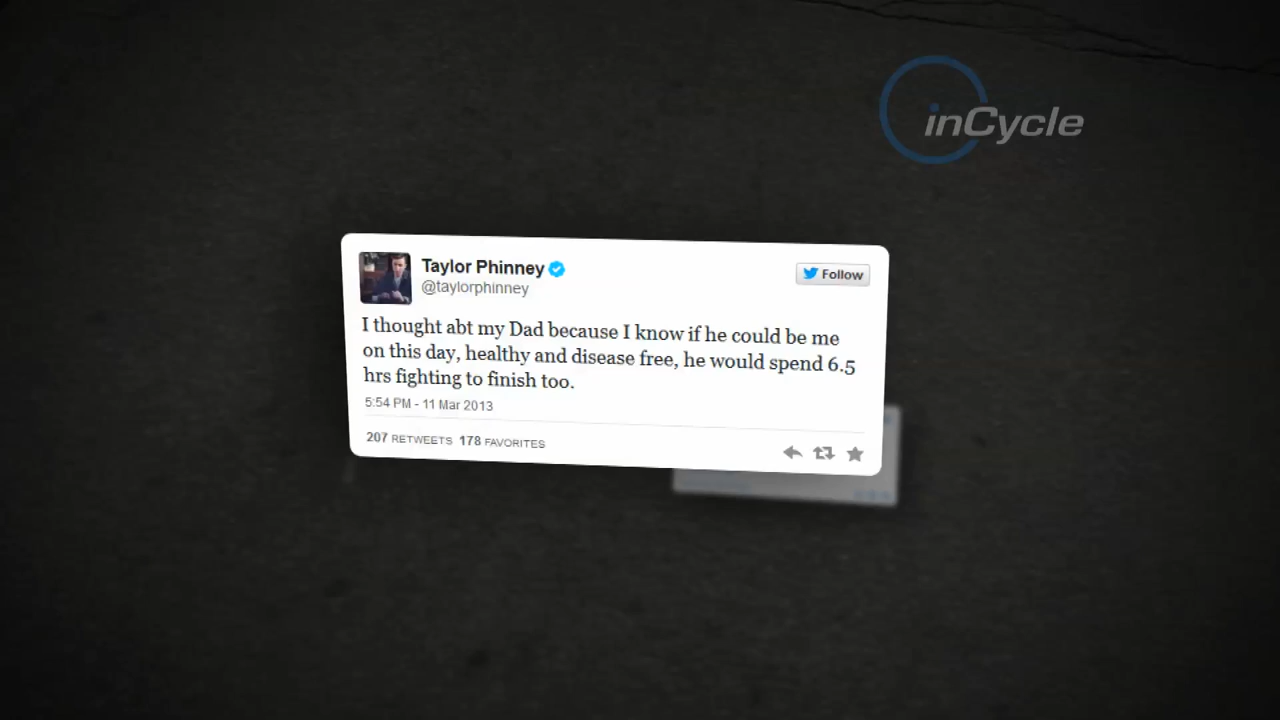 inCycle
Taylor Phinney
@taylorphinney
Follow
I thought abt my Dad because I know if he could be me
on this day, healthy and disease free, he would spend 6.5
hrs fighting to finish too.
5:54 PM - 11 Mar 2013
207 RETWEETS 178 FAVORITES